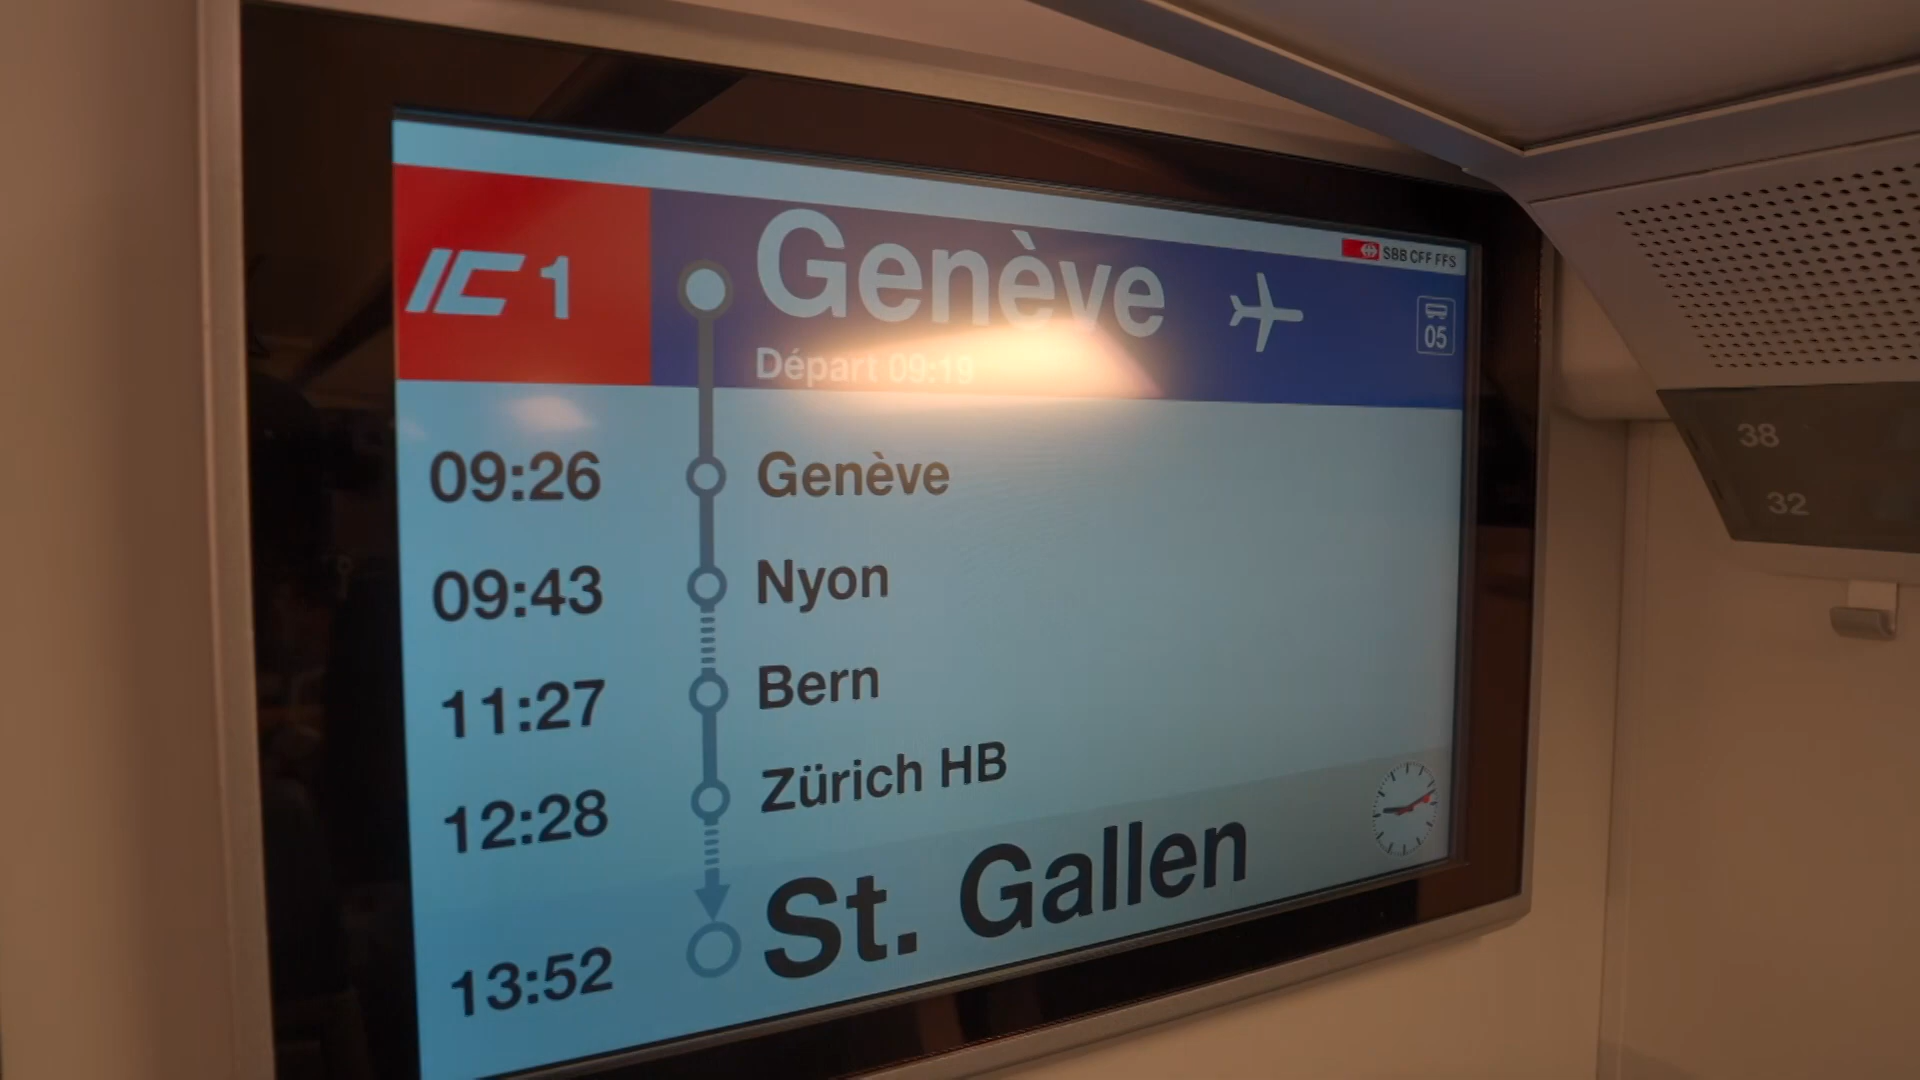 SBB CFF FFS
IC 1
Genève
05
Départ 09:19
09:26 Genève
09:43 Nyon
11:27 Bern
12:28 Zürich HB
13:52 St. Gallen
38
32